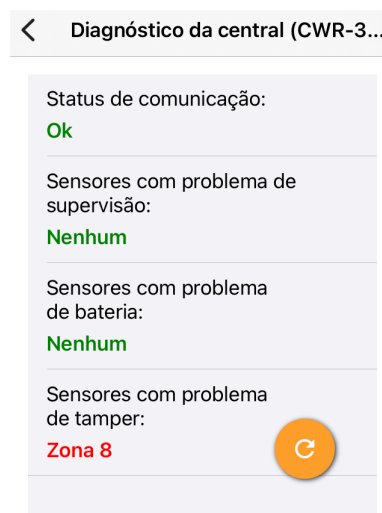 Diagnóstico da central (CWR-3...
Status de comunicação:
Ok
Sensores com problema de
supervisão:
Nenhum
Sensores com problema
de bateria:
Nenhum
Sensores com problema
de tamper:
Zona 8